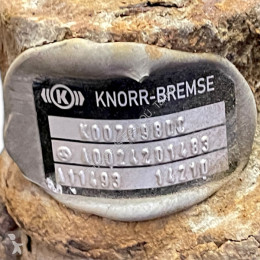 K KNORR-BREMSE
K007098DC
A0024201483
A11493 14210